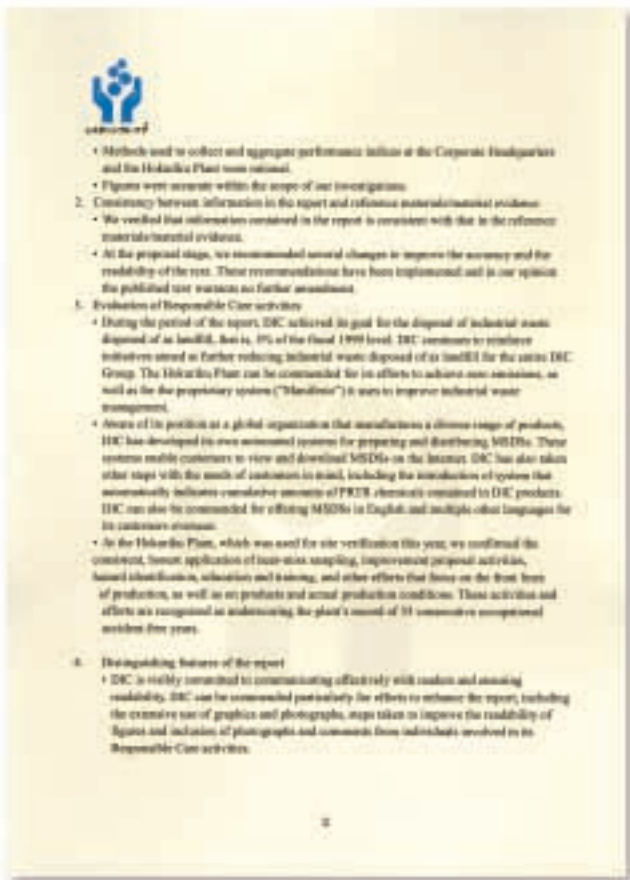 • Methods used to collect and aggregate performance indices at the Corporate Headquarters
and the Hokuriku Plant were rational.
• Figures were accurate within the scope of our investigations.
2. Consistency between information in the report and reference materials/material evidence
• We verified that information contained in the report is consistent with that in the reference
materials/material evidence.
• At the proposal stage, we recommended several changes to improve the accuracy and the
readability of the text. These recommendations have been implemented and in our opinion
the published text warrants no further amendment.
3. Evaluation of Responsible Care activities
• During the period of the report, DIC achieved its goal for the disposal of industrial waste
disposal of as landfill, that is, 5% of the fiscal 1999 level. DIC continues to reinforce
initiatives aimed at further reducing industrial waste disposal of as landfill for the entire DIC
Group. The Hokuriku Plant can be commended for its efforts to achieve zero emissions, as
well as for the proprietary system ("Manifesto") it uses to improve industrial waste
management.
• Aware of its position as a global organization that manufactures a diverse range of products,
DIC has developed its own automated systems for preparing and distributing MSDSs. These
systems enable customers to view and download MSDSs on the Internet. DIC has also taken
other steps with the needs of customers in mind, including the introduction of system that
automatically indicates cumulative amounts of PRTR chemicals contained in DIC products.
DIC can also be commended for offering MSDSs in English and multiple other languages for
its customers overseas.
• At the Hokuriku Plant, which was used for site verification this year, we confirmed the
consistent, honest application of near-miss sampling, improvement proposal activities,
hazard identification, education and training, and other efforts that focus on the front lines
of production, as well as on products and actual production conditions. These activities and
efforts are recognized as underscoring the plant's record of consecutive occupational
accident-free years.
4. Distinguishing features of the report
• DIC is visibly committed to communicating effectively with readers and ensuring
readability. DIC can be commended particularly for efforts to enhance the report, including
the extensive use of graphics and photographs, steps taken to improve the readability of
figures and inclusion of photographs and comments from individuals involved in its
Responsible Care activities.